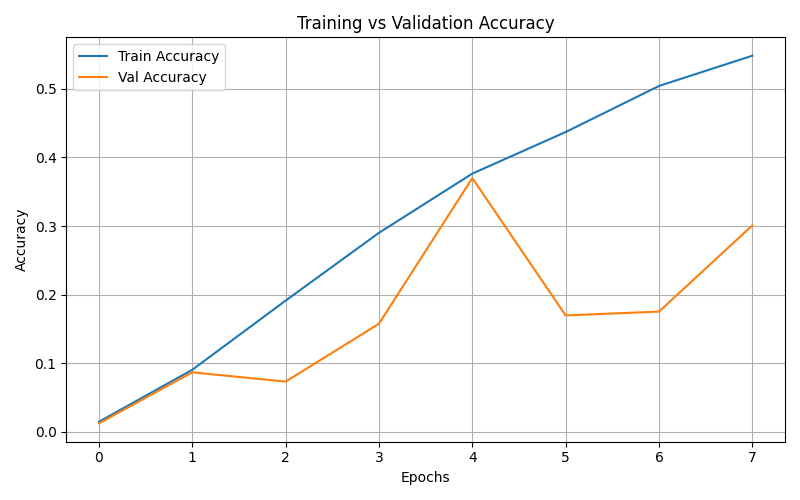 Training vs Validation Accuracy
Train Accuracy
Val Accuracy
Accuracy
0.5
0.4
0.3
0.2
0.1
0.0
0 1 2 3 4 5 6 7
Epochs